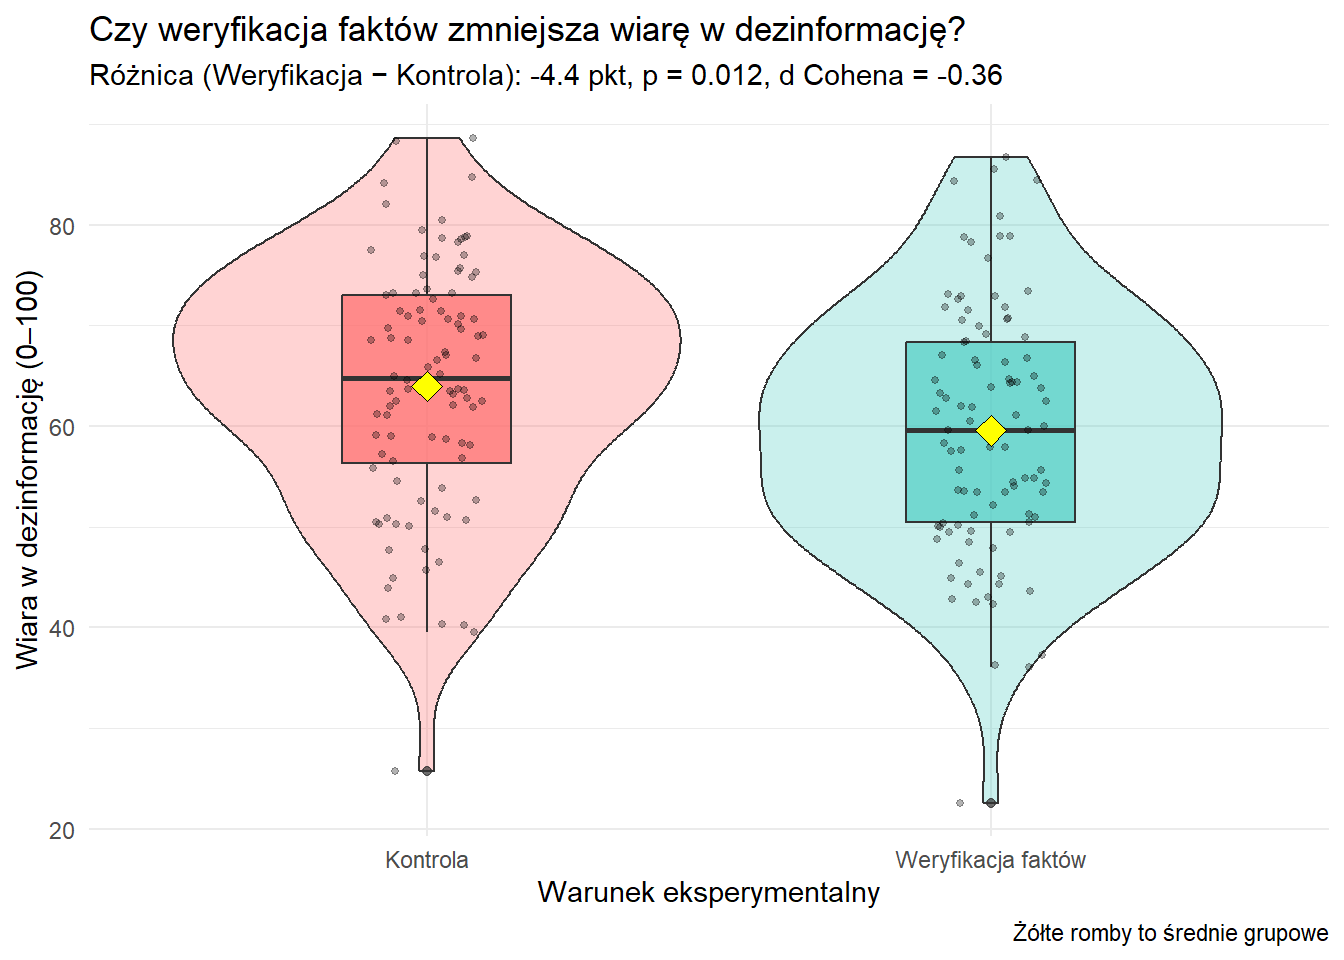 Czy weryfikacja faktów zmniejsza wiarę w dezinformację?
Różnica (Weryfikacja − Kontrola): -4.4 pkt, p = 0.012, d Cohena = -0.36
Wiara w dezinformację (0–100)
80
60
40
20
Kontrola
Weryfikacja faktów
Warunek eksperymentalny
Żółte romby to średnie grupowe